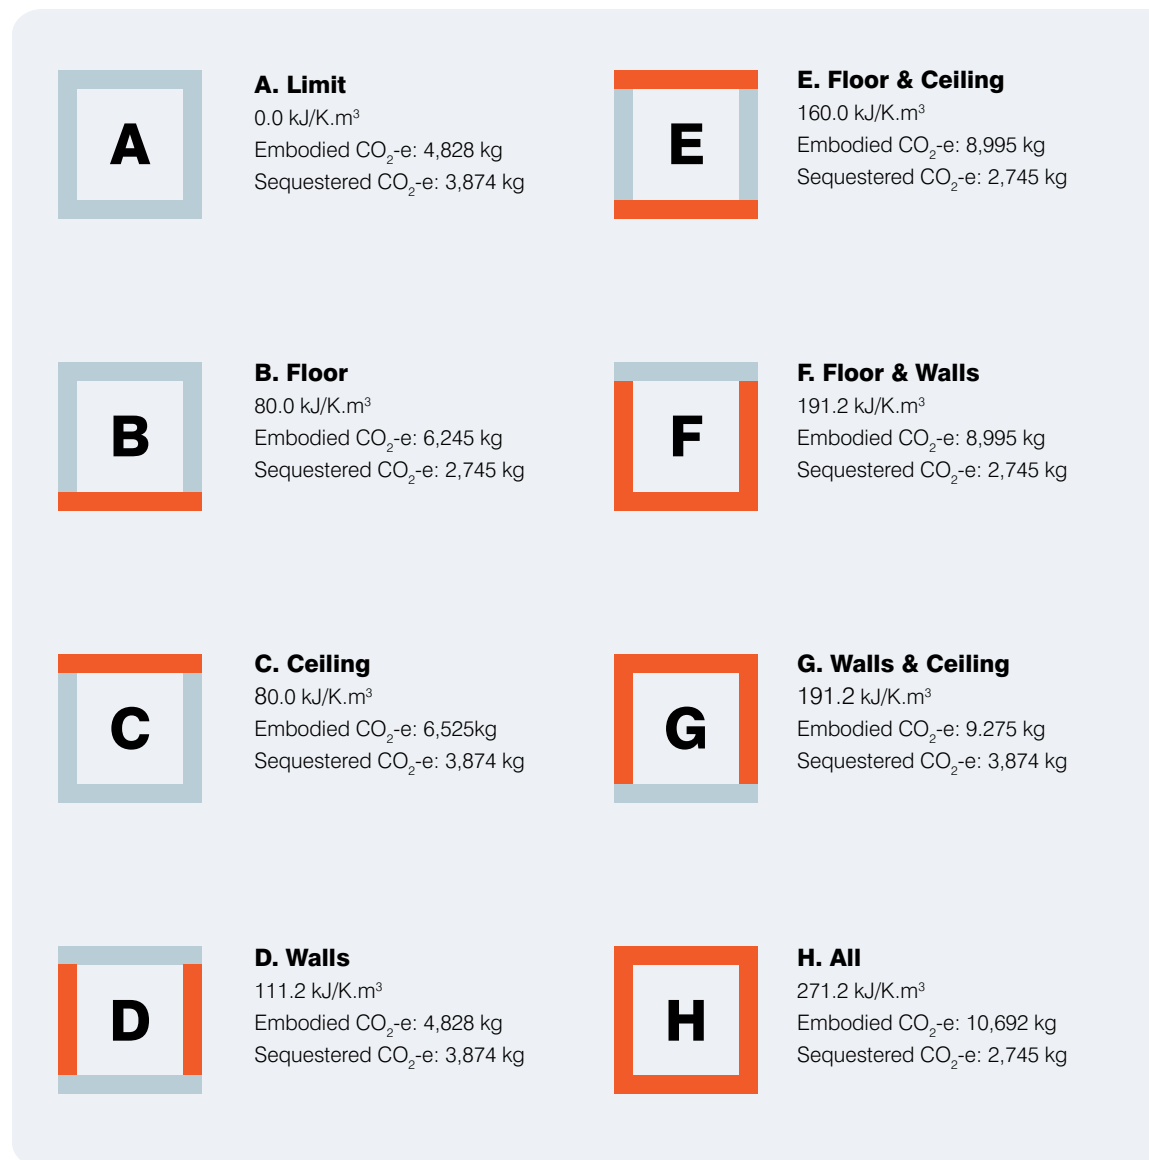 A
A. Limit
0.0 kJ/K.m³
Embodied CO₂-e: 4,828 kg
Sequestered CO₂-e: 3,874 kg
B
B. Floor
80.0 kJ/K.m³
Embodied CO₂-e: 6,245 kg
Sequestered CO₂-e: 2,745 kg
C
C. Ceiling
80.0 kJ/K.m³
Embodied CO₂-e: 6,525kg
Sequestered CO₂-e: 3,874 kg
D
D. Walls
111.2 kJ/K.m³
Embodied CO₂-e: 4,828 kg
Sequestered CO₂-e: 3,874 kg
E
E. Floor & Ceiling
160.0 kJ/K.m³
Embodied CO₂-e: 8,995 kg
Sequestered CO₂-e: 2,745 kg
F
F. Floor & Walls
191.2 kJ/K.m³
Embodied CO₂-e: 8,995 kg
Sequestered CO₂-e: 2,745 kg
G
G. Walls & Ceiling
191.2 kJ/K.m³
Embodied CO₂-e: 9.275 kg
Sequestered CO₂-e: 3,874 kg
H
H. All
271.2 kJ/K.m³
Embodied CO₂-e: 10,692 kg
Sequestered CO₂-e: 2,745 kg